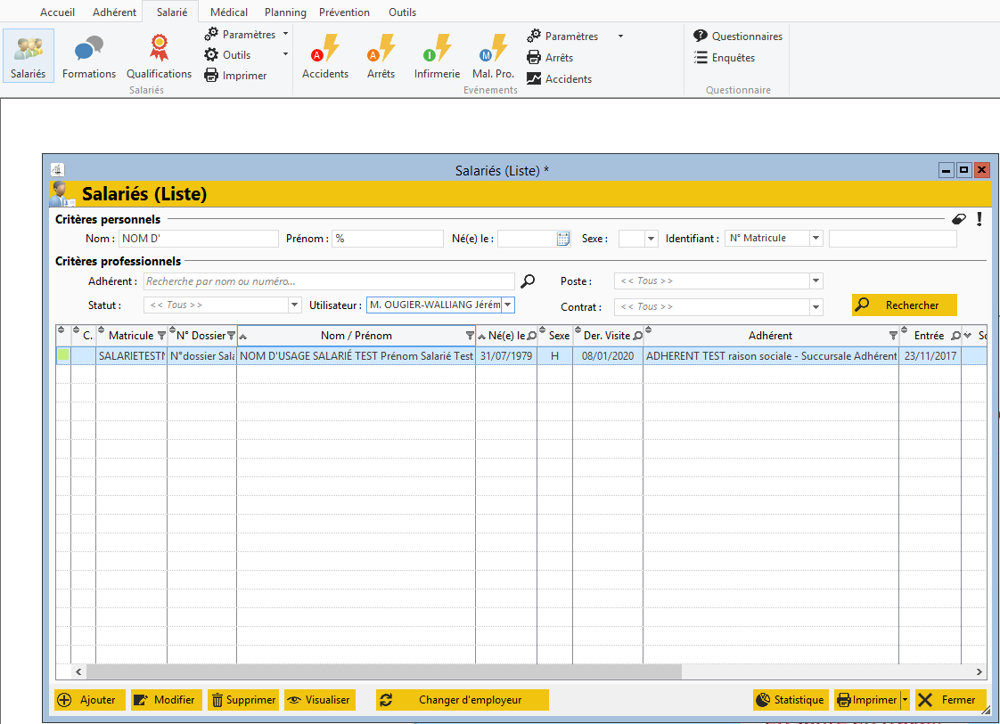 Accueil Adhérent Salarié Médical Planning Prévention Outils
Salariés Formations Qualifications Paramètres Outils Imprimer
Salariés
A Accidents A Arrêts I Infirmerie M Mal. Pro. Paramètres Arrêts Accidents
Evénements
Questionnaires
Enquêtes
Questionnaire
Salariés (Liste) *
Salariés (Liste)
Critères personnels
Nom : NOM D' Prénom : % Né(e) le : Sexe : Identifiant : N° Matricule
Critères professionnels
Adhérent : Recherche par nom ou numéro... Poste : << Tous >>
Statut : << Tous >> Utilisateur : M. OUGIER-WALLIANG Jérém Contrat : << Tous >> Rechercher
C. Matricule N° Dossier Nom / Prénom Né(e) le Sexe Der. Visite Adhérent Entrée So
SALARIETESTN N°dossier Sala NOM D'USAGE SALARIÉ TEST Prénom Salarié Test 31/07/1979 H 08/01/2020 ADHERENT TEST raison sociale - Succursale Adhérent 23/11/2017
Ajouter Modifier Supprimer Visualiser Changer d'employeur Statistique Imprimer Fermer